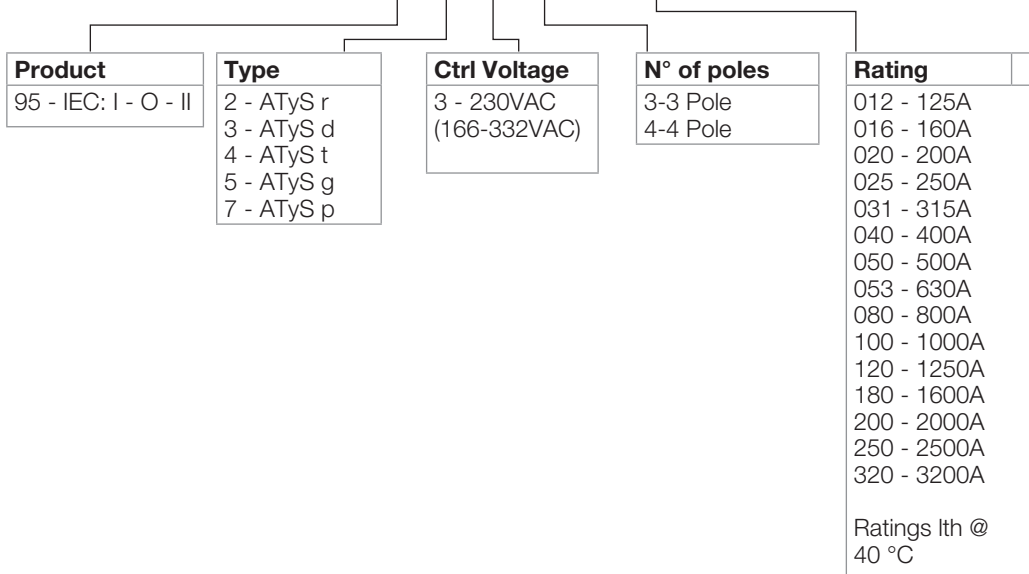 Product
95 - IEC: I - O - II
Type
2 - ATyS r
3 - ATyS d
4 - ATyS t
5 - ATyS g
7 - ATyS p
Ctrl Voltage
3 - 230VAC
(166-332VAC)
N° of poles
3-3 Pole
4-4 Pole
Rating
012 - 125A
016 - 160A
020 - 200A
025 - 250A
031 - 315A
040 - 400A
050 - 500A
053 - 630A
080 - 800A
100 - 1000A
120 - 1250A
180 - 1600A
200 - 2000A
250 - 2500A
320 - 3200A
Ratings Ith @
40 °C